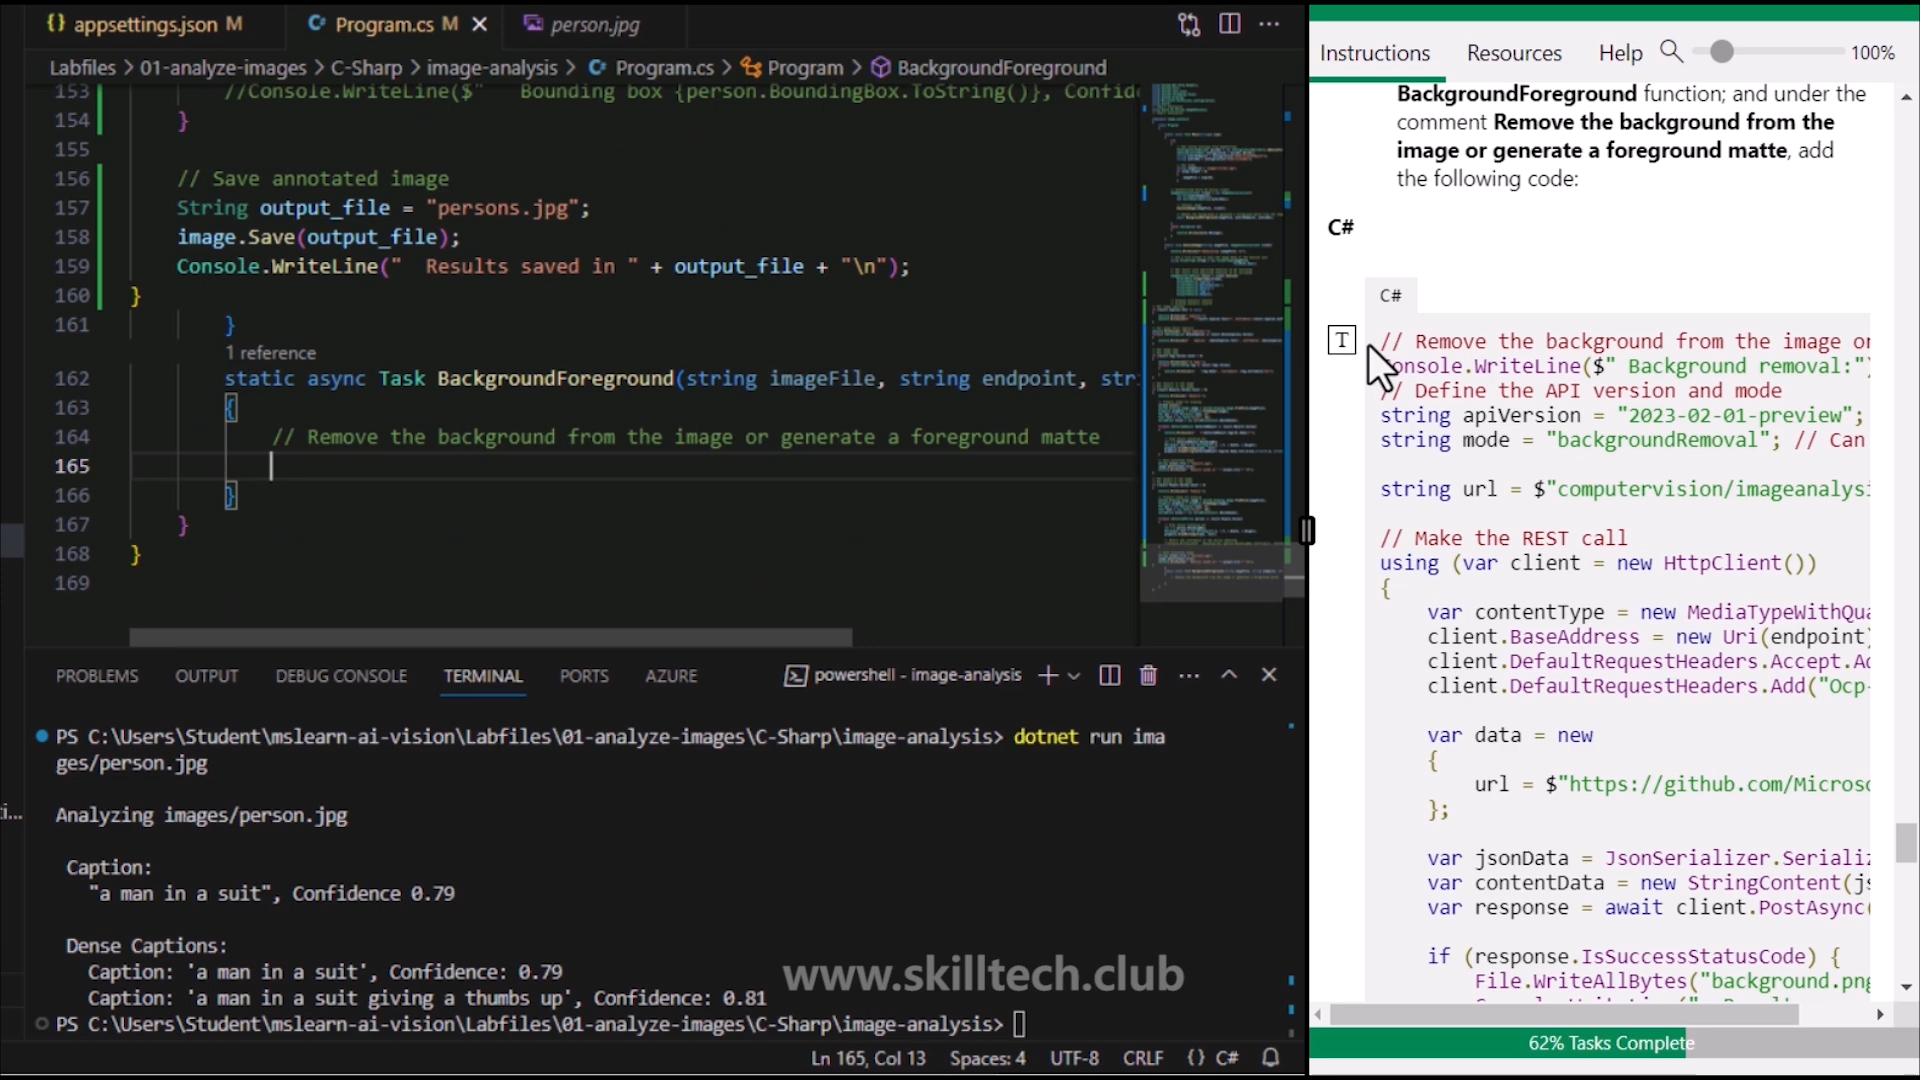 appsettings.json M
Program.cs M
person.jpg
Labfiles > 01-analyze-images > C-Sharp > image-analysis > Program.cs > Program > BackgroundForeground
153 //Console.WriteLine($"   Bounding box {person.BoundingBox.ToString()}, Confide
154 }
155
156 // Save annotated image
157 String output_file = "persons.jpg";
158 image.Save(output_file);
159 Console.WriteLine("  Results saved in " + output_file + "\n");
160 }
161 }
1 reference
162 static async Task BackgroundForeground(string imageFile, string endpoint, str
163 {
164 // Remove the background from the image or generate a foreground matte
165
166 }
167 }
168 }
169
PROBLEMS OUTPUT DEBUG CONSOLE TERMINAL PORTS AZURE powershell - image-analysis
PS C:\Users\Student\mslearn-ai-vision\Labfiles\01-analyze-images\C-Sharp\image-analysis> dotnet run ima
ges/person.jpg
Analyzing images/person.jpg
Caption:
"a man in a suit", Confidence 0.79
Dense Captions:
Caption: 'a man in a suit', Confidence: 0.79
Caption: 'a man in a suit giving a thumbs up', Confidence: 0.81
PS C:\Users\Student\mslearn-ai-vision\Labfiles\01-analyze-images\C-Sharp\image-analysis>
www.skilltech.club
Ln 165, Col 13 Spaces: 4 UTF-8 CRLF {} C#
Instructions Resources Help 100%
BackgroundForeground function; and under the
comment Remove the background from the
image or generate a foreground matte, add
the following code:
C#
C#
T
// Remove the background from the image or
Console.WriteLine($" Background removal:")
// Define the API version and mode
string apiVersion = "2023-02-01-preview";
string mode = "backgroundRemoval"; // Can
string url = $"computervision/imageanalysi
// Make the REST call
using (var client = new HttpClient())
{
var contentType = new MediaTypeWithQua
client.BaseAddress = new Uri(endpoint)
client.DefaultRequestHeaders.Accept.Ad
client.DefaultRequestHeaders.Add("Ocp-
var data = new
{
url = $"https://github.com/Microso
};
var jsonData = JsonSerializer.Serializ
var contentData = new StringContent(js
var response = await client.PostAsync(
if (response.IsSuccessStatusCode) {
File.WriteAllBytes("background.png
62% Tasks Complete